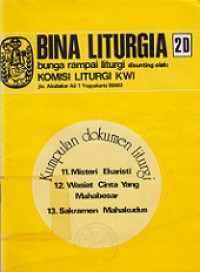 BINA LITURGIA 2D
bunga rampai liturgi disunting oleh:
KOMISI LITURGI KWI
Jln. Abubakar Ali 1 Yogyakarta
Kumpulan dokumen liturgi
11. Misteri Ekaristi
12. Wasiat Cinta Yang
Mahabesar
13. Sakramen Mahakudus